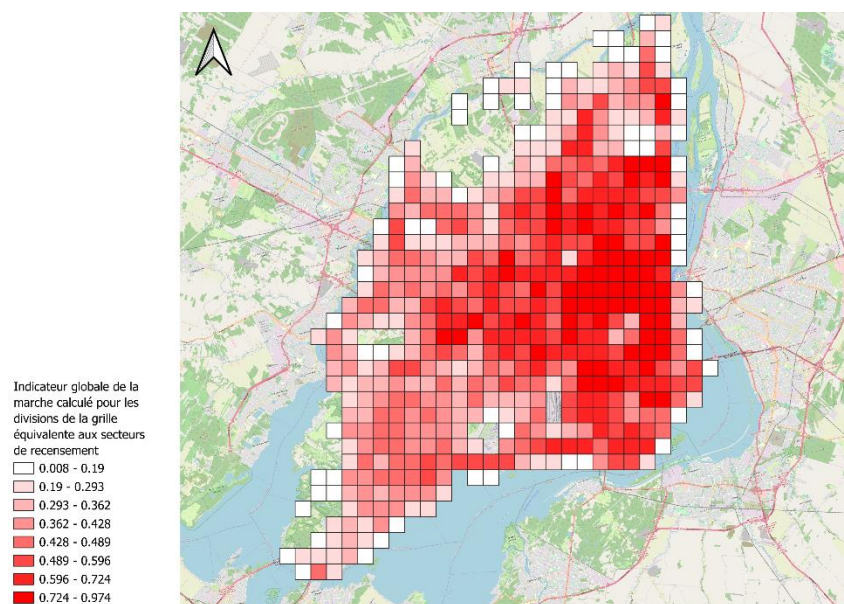 Indicateur globale de la
marche calculé pour les
divisions de la grille
équivalente aux secteurs
de recensement
0.008 - 0.19
0.19 - 0.293
0.293 - 0.362
0.362 - 0.428
0.428 - 0.489
0.489 - 0.596
0.596 - 0.724
0.724 - 0.974